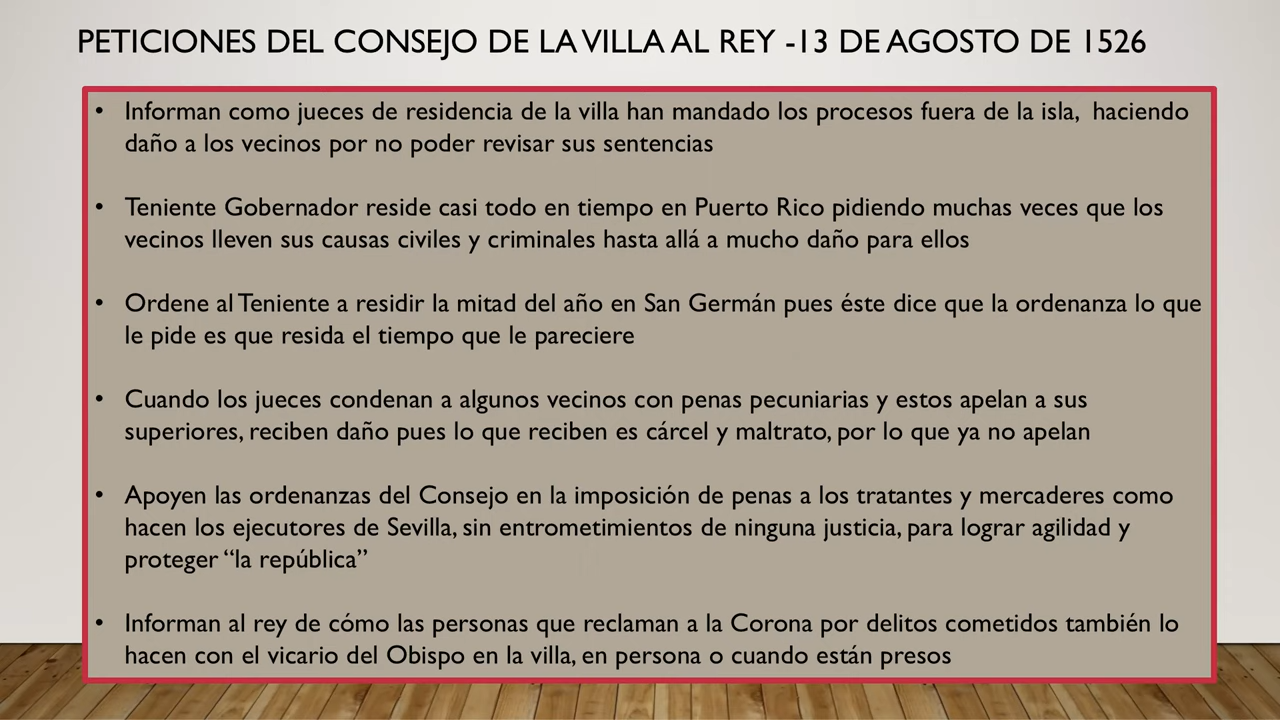 PETICIONES DEL CONSEJO DE LA VILLA AL REY -13 DE AGOSTO DE 1526
• Informan como jueces de residencia de la villa han mandado los procesos fuera de la isla, haciendo
daño a los vecinos por no poder revisar sus sentencias
• Teniente Gobernador reside casi todo en tiempo en Puerto Rico pidiendo muchas veces que los
vecinos lleven sus causas civiles y criminales hasta allá a mucho daño para ellos
• Ordene al Teniente a residir la mitad del año en San Germán pues éste dice que la ordenanza lo que
le pide es que resida el tiempo que le pareciere
• Cuando los jueces condenan a algunos vecinos con penas pecuniarias y estos apelan a sus
superiores, reciben daño pues lo que reciben es cárcel y maltrato, por lo que ya no apelan
• Apoyen las ordenanzas del Consejo en la imposición de penas a los tratantes y mercaderes como
hacen los ejecutores de Sevilla, sin entrometimientos de ninguna justicia, para lograr agilidad y
proteger “la república”
• Informan al rey de cómo las personas que reclaman a la Corona por delitos cometidos también lo
hacen con el vicario del Obispo en la villa, en persona o cuando están presos